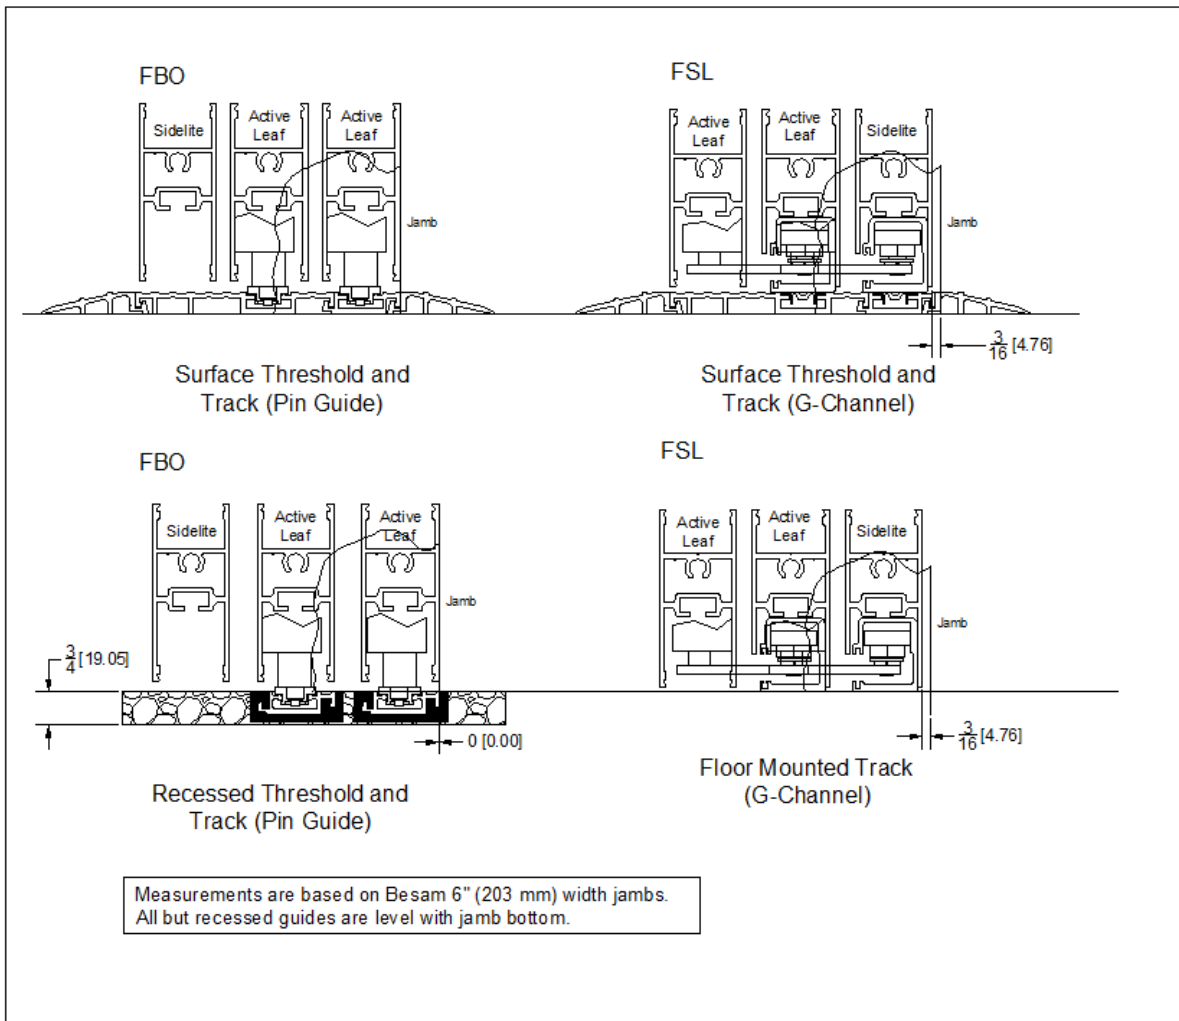 FBO
Sidelite
Active
Leaf
Active
Leaf
Jamb
Surface Threshold and
Track (Pin Guide)
FSL
Active
Leaf
Active
Leaf
Sidelite
Jamb
3/16 [4.76]
Surface Threshold and
Track (G-Channel)
FBO
Sidelite
Active
Leaf
Active
Leaf
Jamb
3/4 [19.05]
0 [0.00]
Recessed Threshold and
Track (Pin Guide)
FSL
Active
Leaf
Active
Leaf
Sidelite
Jamb
3/16 [4.76]
Floor Mounted Track
(G-Channel)
Measurements are based on Besam 6" (203 mm) width jambs.
All but recessed guides are level with jamb bottom.